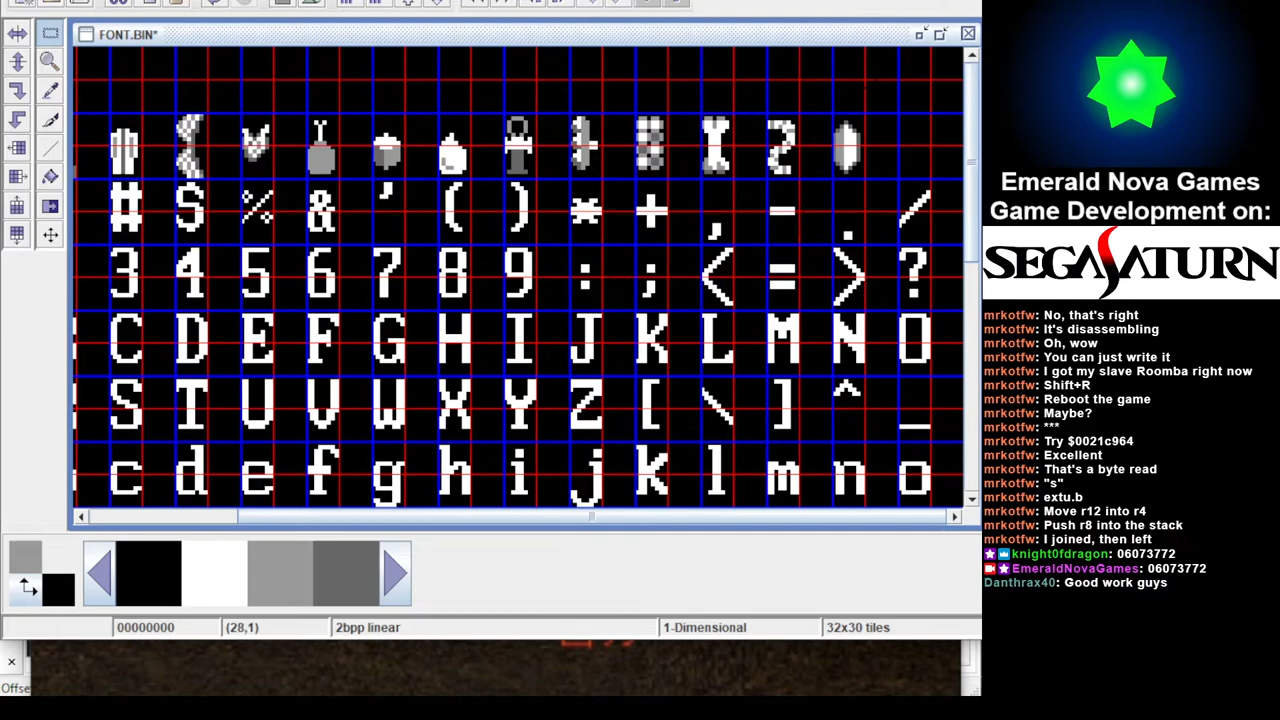 FONT.BIN*
# $ % & ' ( ) * + , - . /
3 4 5 6 7 8 9 : ; < = > ?
C D E F G H I J K L M N O
S T U V W X Y Z [ \ ] ^ _
c d e f g h i j k l m n o
00000000 (28,1) 2bpp linear 1-Dimensional 32x30 tiles
Offse
Emerald Nova Games
Game Development on:
SEGA SATURN
mrkotfw: No, that's right
mrkotfw: It's disassembling
mrkotfw: Oh, wow
mrkotfw: You can just write it
mrkotfw: I got my slave Roomba right now
mrkotfw: Shift+R
mrkotfw: Reboot the game
mrkotfw: Maybe?
mrkotfw: ***
mrkotfw: Try $0021c964
mrkotfw: Excellent
mrkotfw: That's a byte read
mrkotfw: "s"
mrkotfw: extu.b
mrkotfw: Move r12 into r4
mrkotfw: Push r8 into the stack
mrkotfw: I joined, then left
knight0fdragon: 06073772
EmeraldNovaGames: 06073772
Danthrax40: Good work guys